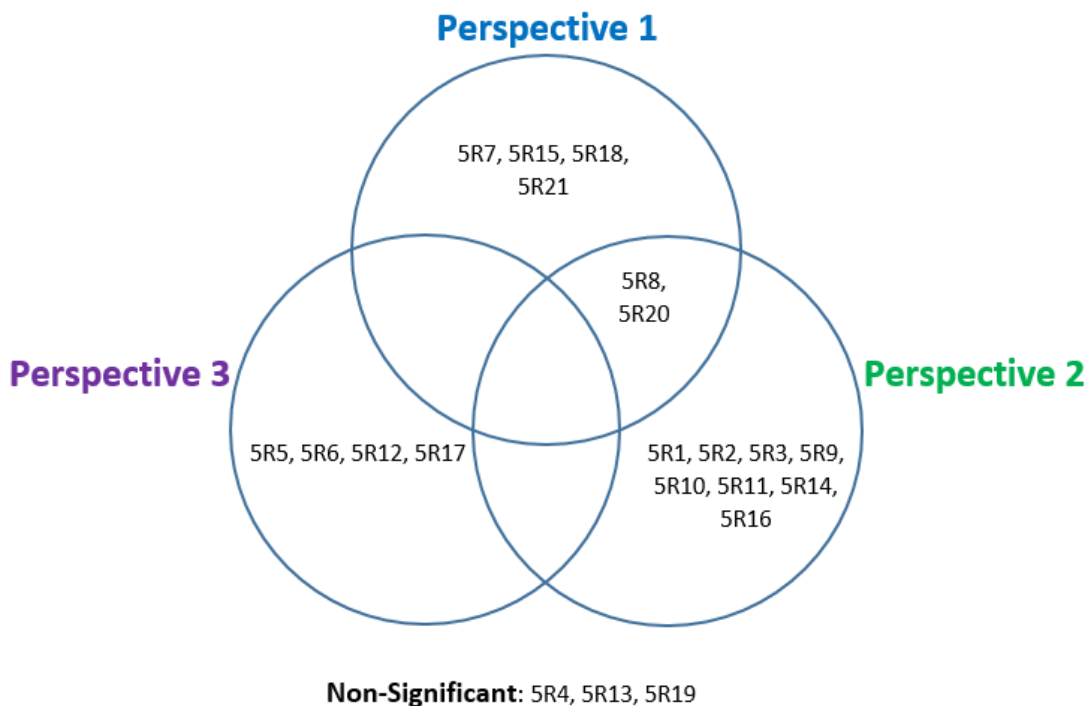 Perspective 1
5R7, 5R15, 5R18,
5R21
5R8,
5R20
Perspective 3
Perspective 2
5R5, 5R6, 5R12, 5R17
5R1, 5R2, 5R3, 5R9,
5R10, 5R11, 5R14,
5R16
Non-Significant: 5R4, 5R13, 5R19